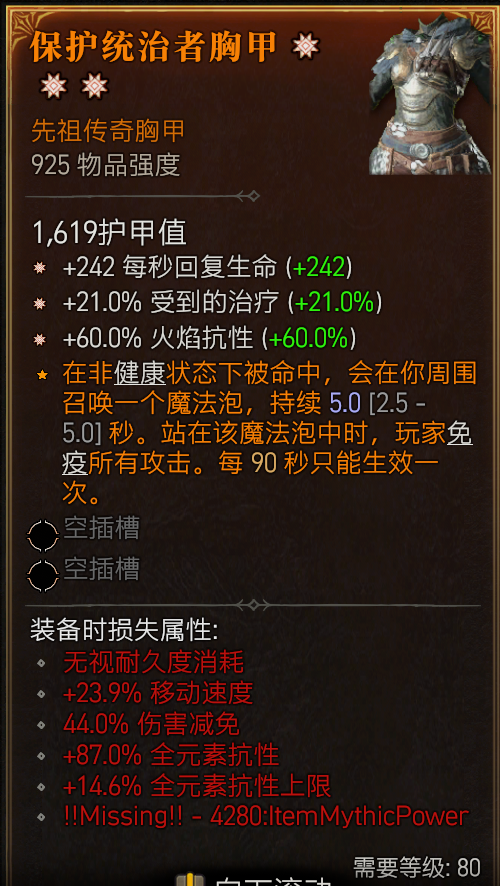 保护统治者胸甲
先祖传奇胸甲
925 物品强度
1,619护甲值
+242 每秒回复生命 (+242)
+21.0% 受到的治疗 (+21.0%)
+60.0% 火焰抗性 (+60.0%)
在非健康状态下被命中，会在你周围
召唤一个魔法泡，持续 5.0 [2.5 -
5.0] 秒。站在该魔法泡中时，玩家免
疫所有攻击。每 90 秒只能生效一
次。
空插槽
空插槽
装备时损失属性:
无视耐久度消耗
+23.9% 移动速度
44.0% 伤害减免
+87.0% 全元素抗性
+14.6% 全元素抗性上限
!!Missing!! - 4280:ItemMythicPower
需要等级: 80
向下滚动